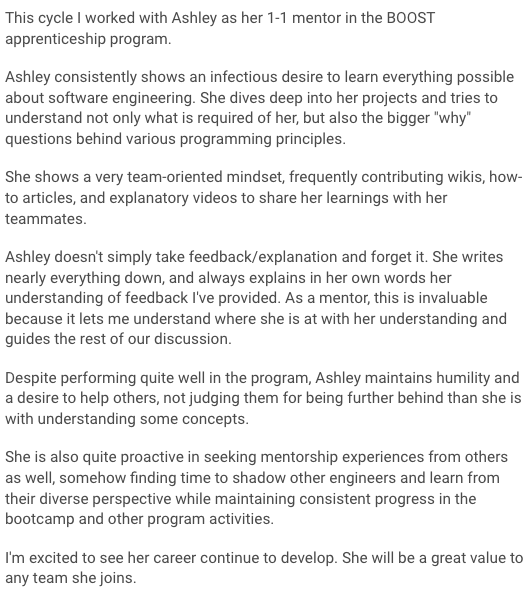 This cycle I worked with Ashley as her 1-1 mentor in the BOOST
apprenticeship program.
Ashley consistently shows an infectious desire to learn everything possible
about software engineering. She dives deep into her projects and tries to
understand not only what is required of her, but also the bigger "why"
questions behind various programming principles.
She shows a very team-oriented mindset, frequently contributing wikis, how-
to articles, and explanatory videos to share her learnings with her
teammates.
Ashley doesn't simply take feedback/explanation and forget it. She writes
nearly everything down, and always explains in her own words her
understanding of feedback I've provided. As a mentor, this is invaluable
because it lets me understand where she is at with her understanding and
guides the rest of our discussion.
Despite performing quite well in the program, Ashley maintains humility and
a desire to help others, not judging them for being further behind than she is
with understanding some concepts.
She is also quite proactive in seeking mentorship experiences from others
as well, somehow finding time to shadow other engineers and learn from
their diverse perspective while maintaining consistent progress in the
bootcamp and other program activities.
I'm excited to see her career continue to develop. She will be a great value to
any team she joins.